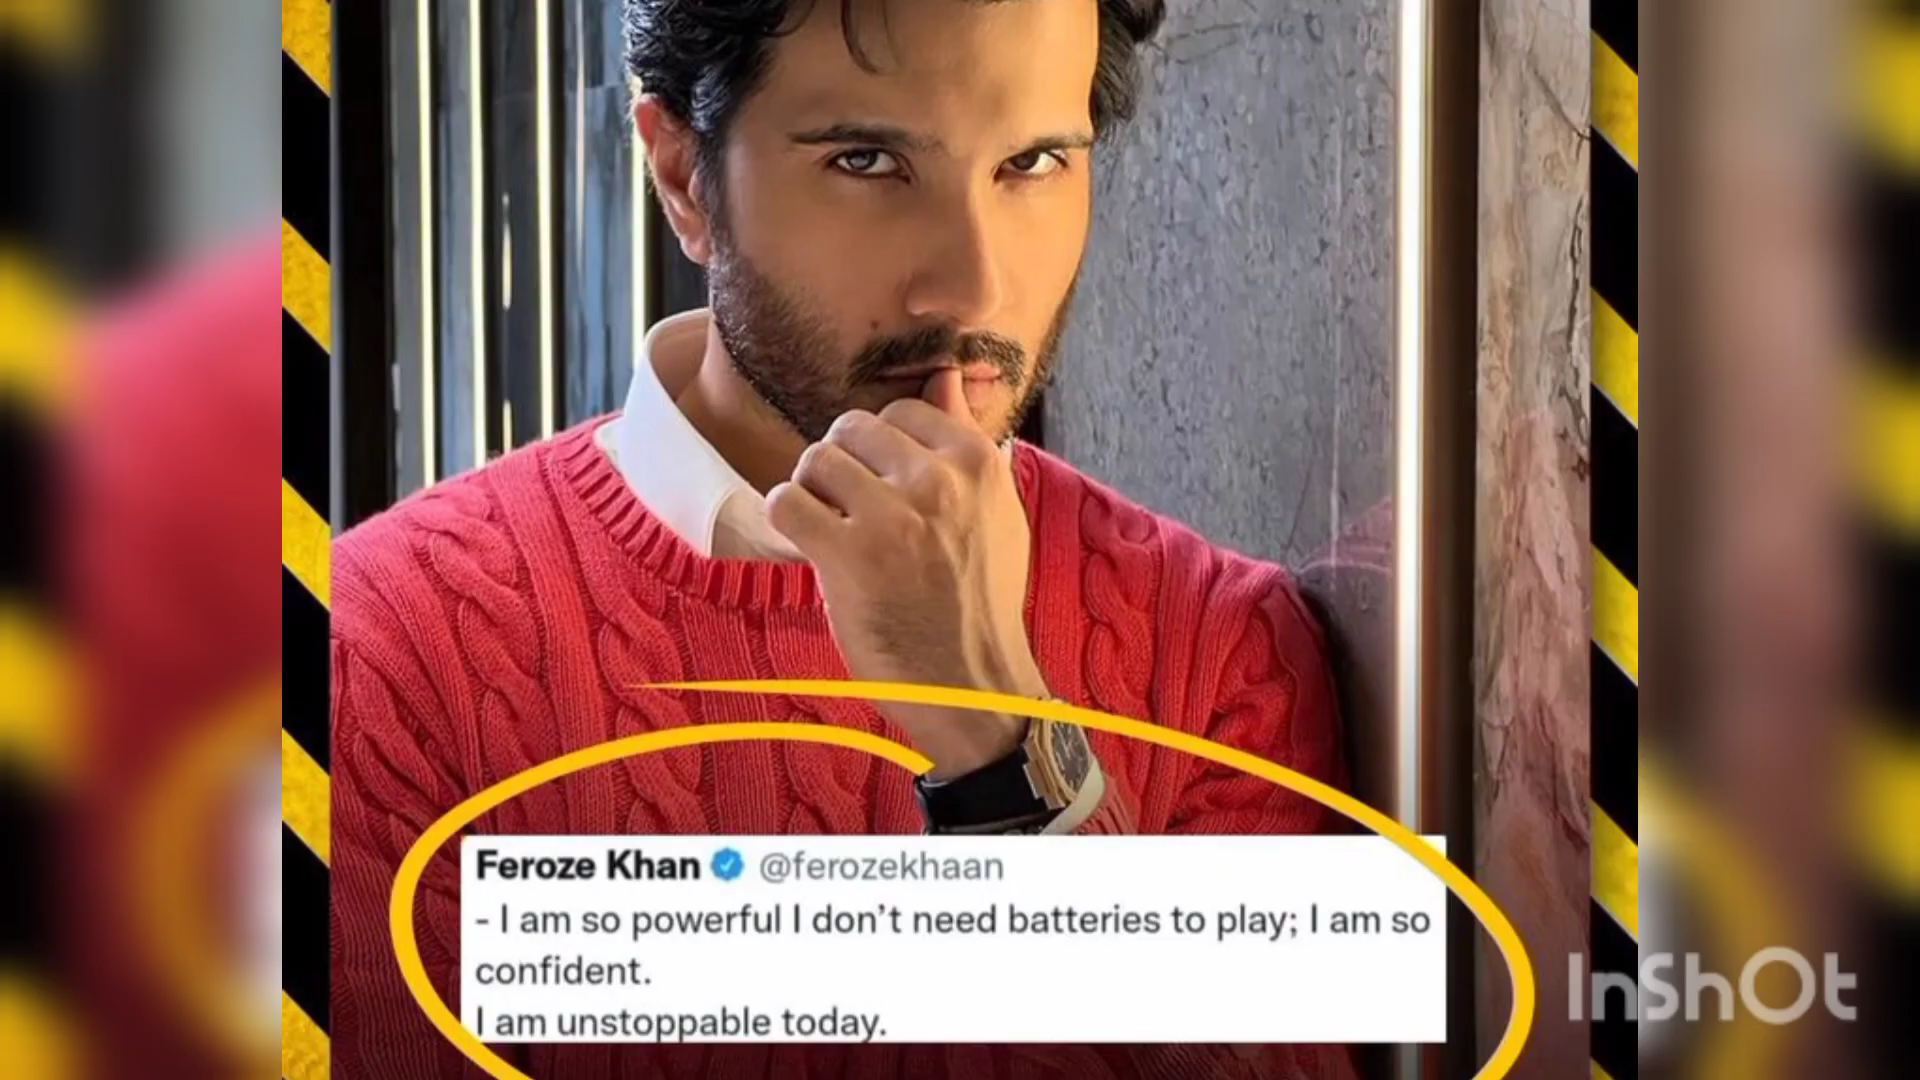 Feroze Khan @ferozekhaan
- I am so powerful I don't need batteries to play; I am so
confident.
I am unstoppable today.
InShOt